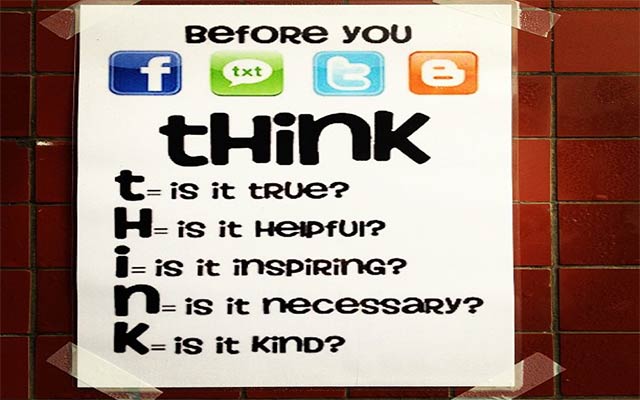 BEFORE YOU
f txt t B
tHiNK
t= is it tRUE?
H= is it HElpfUl?
i= is it iNspiRiNG?
N= is it NECESSARY?
K= is it KiND?